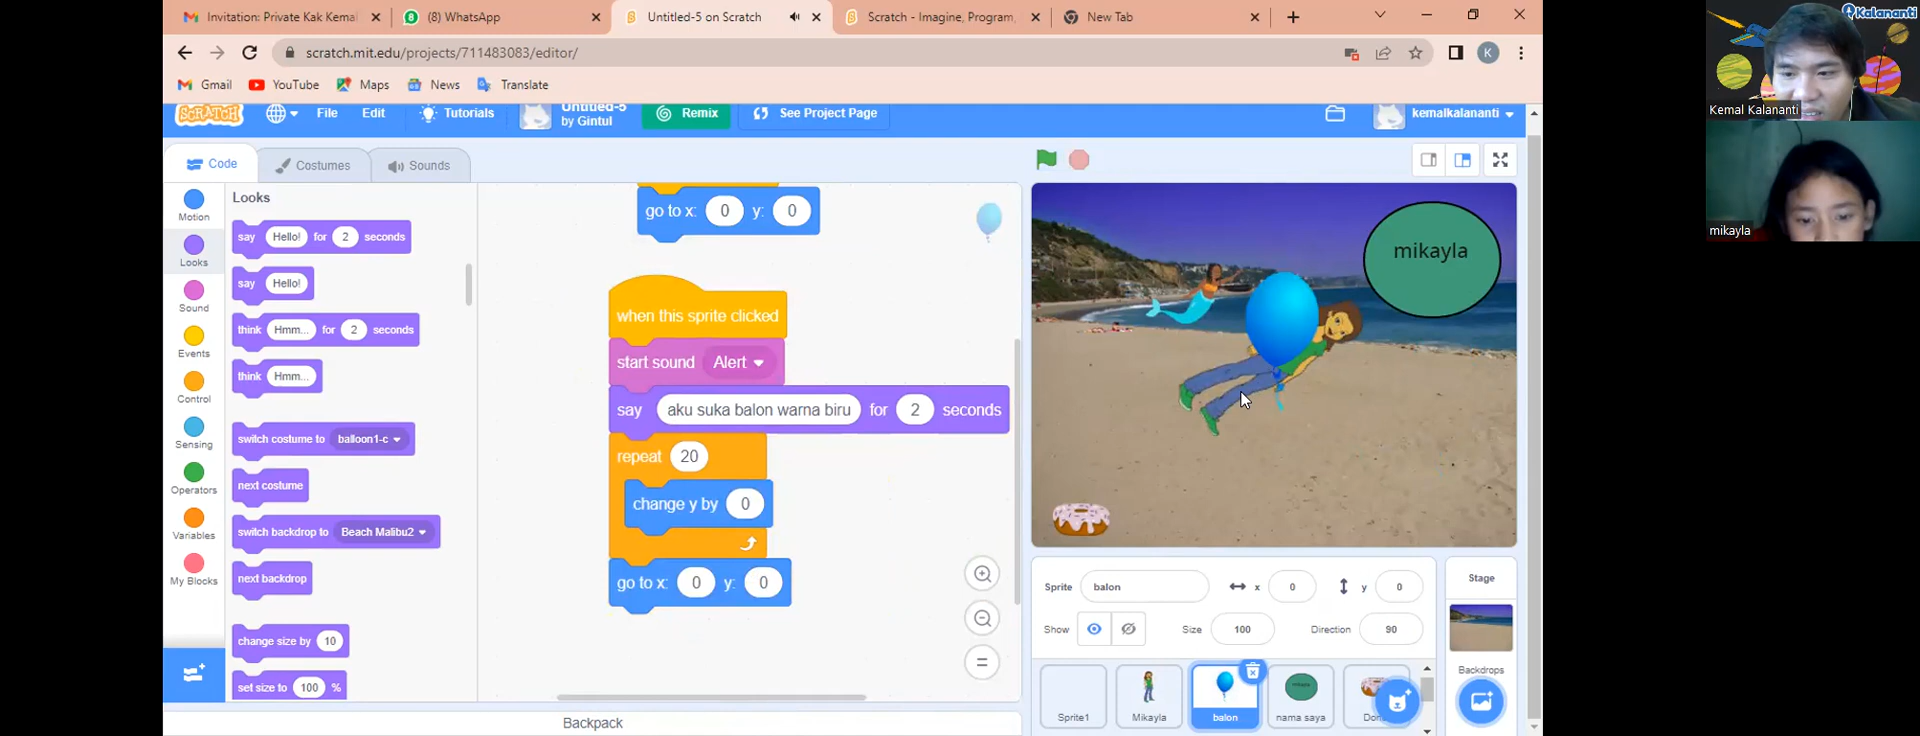 Invitation: Private Kak Kemal
(8) WhatsApp
Untitled-5 on Scratch
Scratch - Imagine, Program,
New Tab
scratch.mit.edu/projects/711483083/editor/
K
Gmail
YouTube
Maps
News
Translate
SCRATCH
File
Edit
Tutorials
Untitled-5
by Gintul
Remix
See Project Page
kemalkalananti
Code
Costumes
Sounds
Motion
Looks
Sound
Events
Control
Sensing
Operators
Variables
My Blocks
Looks
say Hello! for 2 seconds
say Hello!
think Hmm... for 2 seconds
think Hmm...
switch costume to balloon1-c
next costume
switch backdrop to Beach Malibu2
next backdrop
change size by 10
set size to 100 %
go to x: 0 y: 0
when this sprite clicked
start sound Alert
say aku suka balon warna biru for 2 seconds
repeat 20
change y by 0
go to x: 0 y: 0
Backpack
mikayla
Sprite balon x 0 y 0
Show Size 100 Direction 90
Sprite1
Mikayla
balon
nama saya
Stage
Backdrops
Kalananti
Kemal Kalananti
mikayla